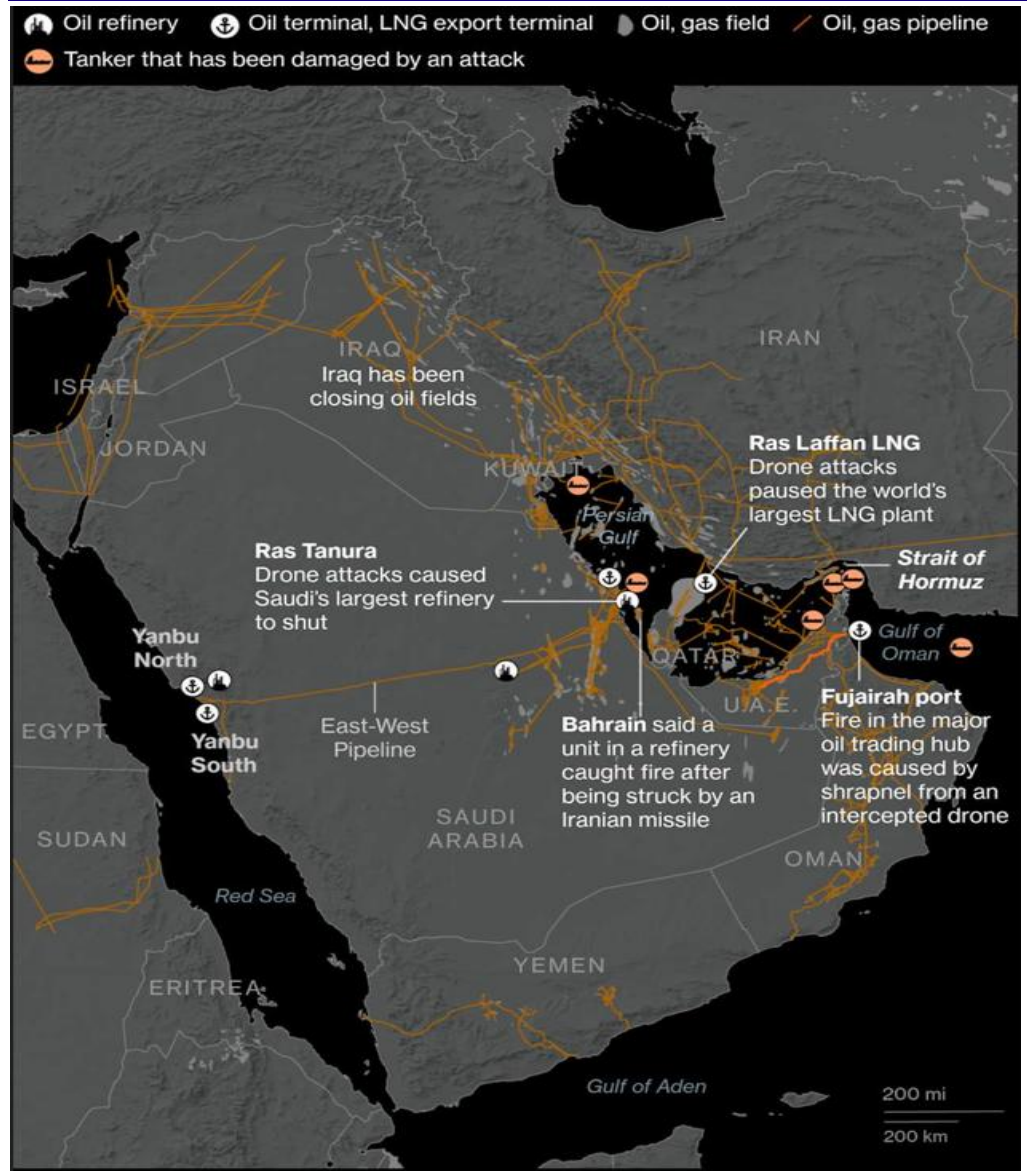 Oil refinery
Oil terminal, LNG export terminal
Oil, gas field
Oil, gas pipeline
Tanker that has been damaged by an attack
IRAQ
Iraq has been
closing oil fields
IRAN
ISRAEL
JORDAN
KUWAIT
Persian
Gulf
Ras Laffan LNG
Drone attacks
paused the world's
largest LNG plant
Strait of
Hormuz
Ras Tanura
Drone attacks caused
Saudi's largest refinery
to shut
Yanbu
North
Yanbu
South
EGYPT
East-West
Pipeline
QATAR
U.A.E.
Gulf of
Oman
Bahrain said a
unit in a refinery
caught fire after
being struck by an
Iranian missile
Fujairah port
Fire in the major
oil trading hub
was caused by
shrapnel from an
intercepted drone
SAUDI
ARABIA
SUDAN
OMAN
Red Sea
YEMEN
ERITREA
Gulf of Aden
200 mi
200 km